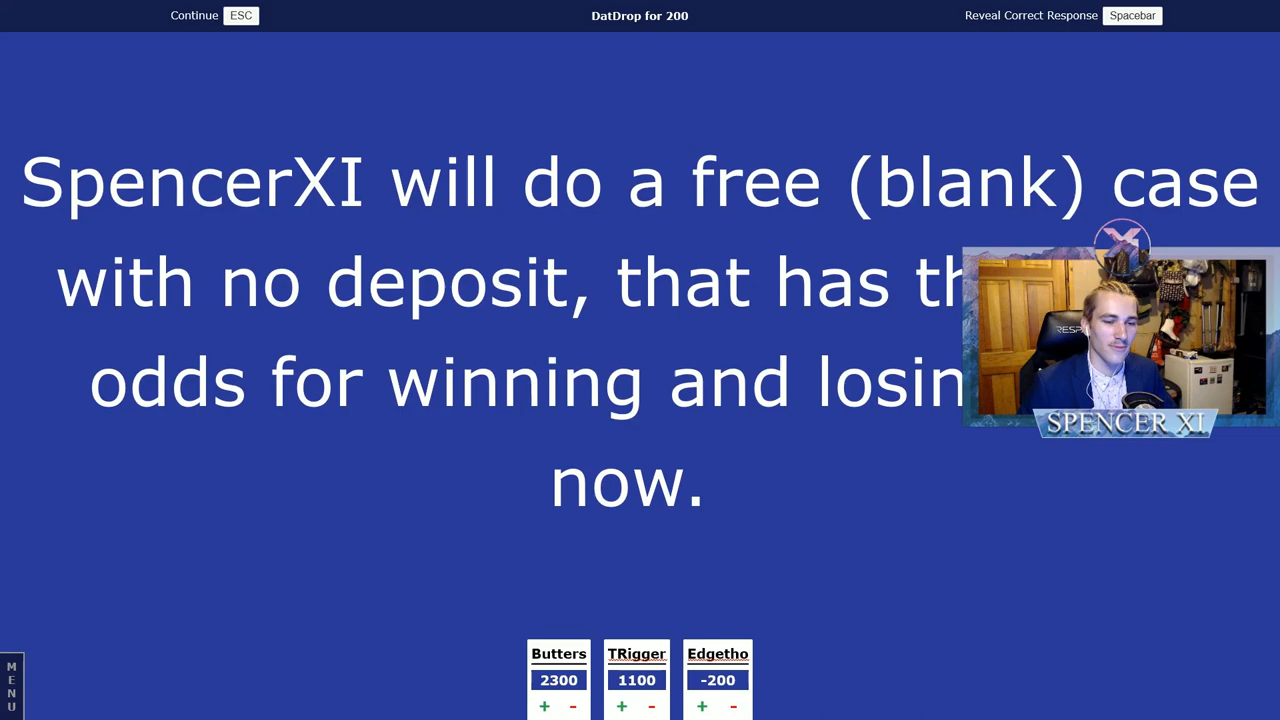 Continue ESC
DatDrop for 200
Reveal Correct Response Spacebar
SpencerXI will do a free (blank) case
with no deposit, that has th
odds for winning and losin
now.
RESP
SPENCER XI
MENU
Butters TRigger Edgetho
2300 1100 -200
+ - + - + -